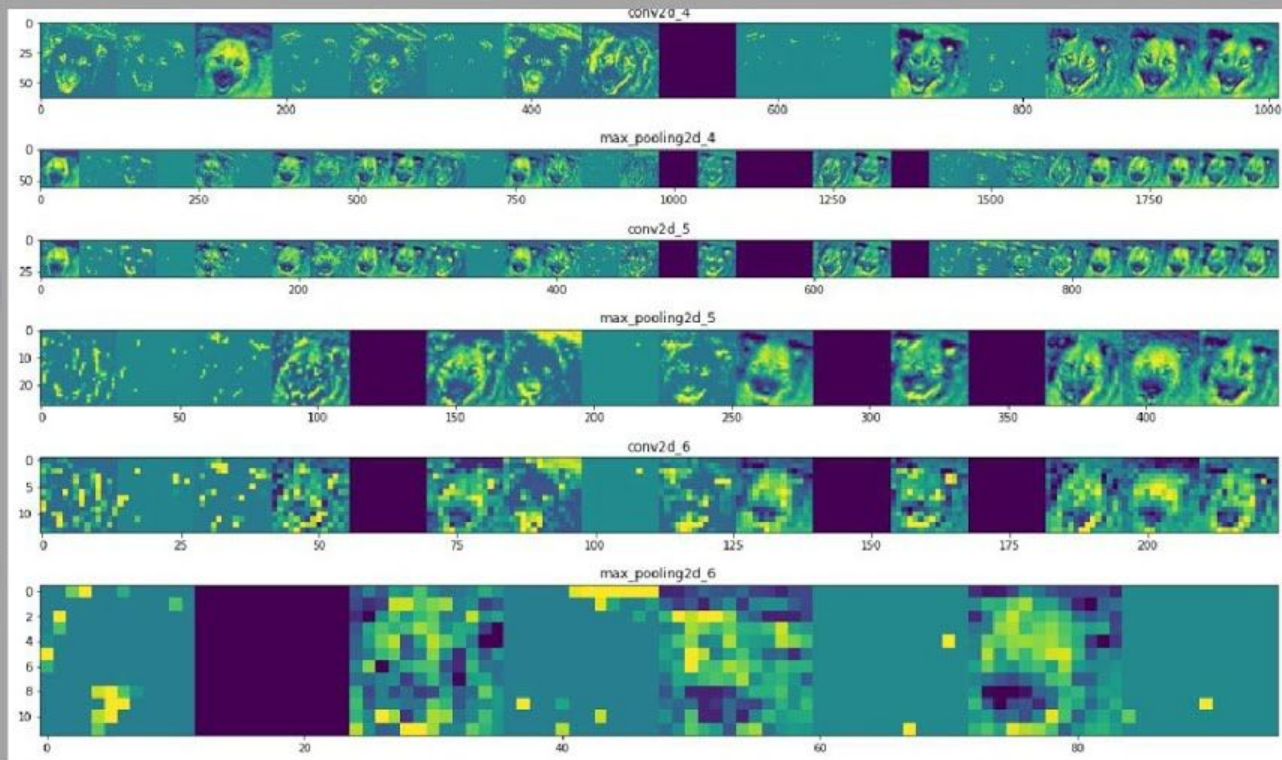 conv2d_4
0
25
50
0 200 400 600 800 1000
max_pooling2d_4
0
50
0 250 500 750 1000 1250 1500 1750
conv2d_5
0
25
0 200 400 600 800
max_pooling2d_5
0
10
20
0 50 100 150 200 250 300 350 400
conv2d_6
0
5
10
0 25 50 75 100 125 150 175 200
max_pooling2d_6
0
2
4
6
8
10
0 20 40 60 80